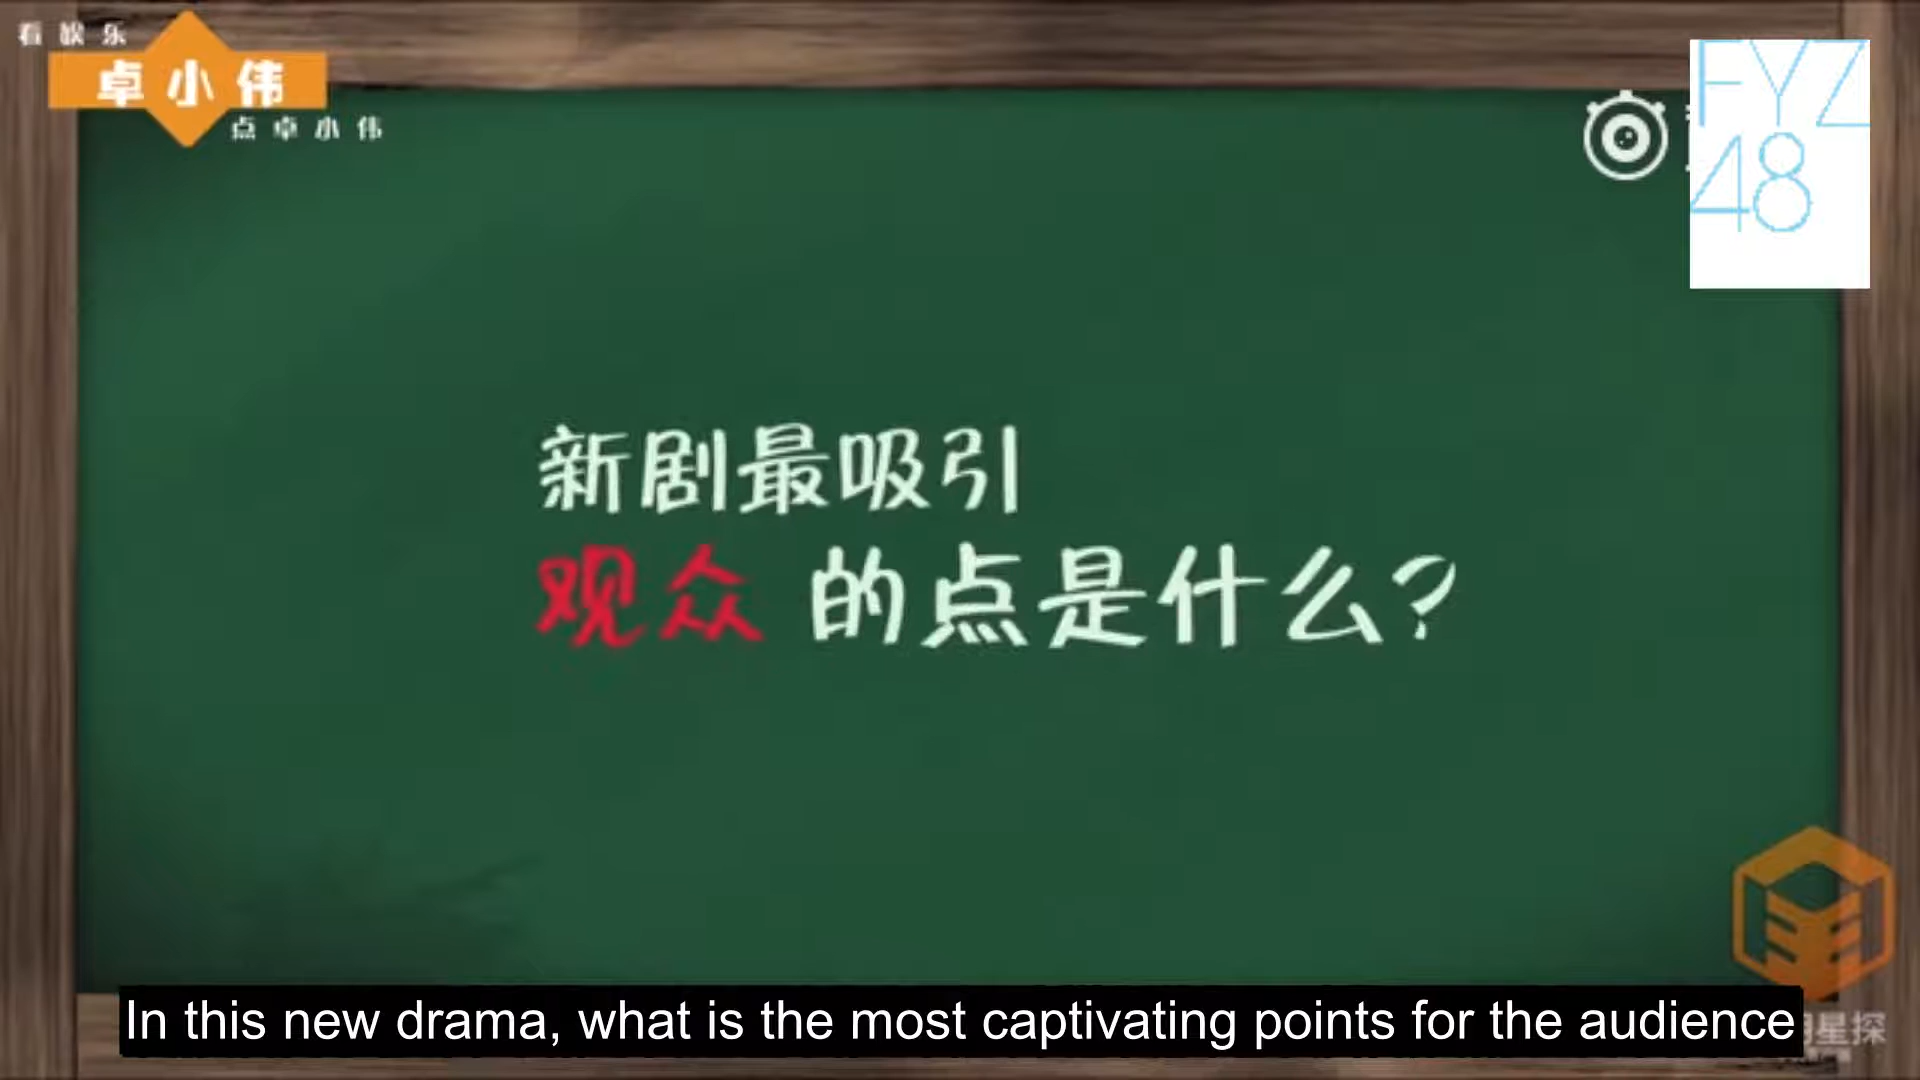 看娱乐
卓小伟
点卓小伟
FYZ
48
新剧最吸引
观众的点是什么?
In this new drama, what is the most captivating points for the audience
明星探